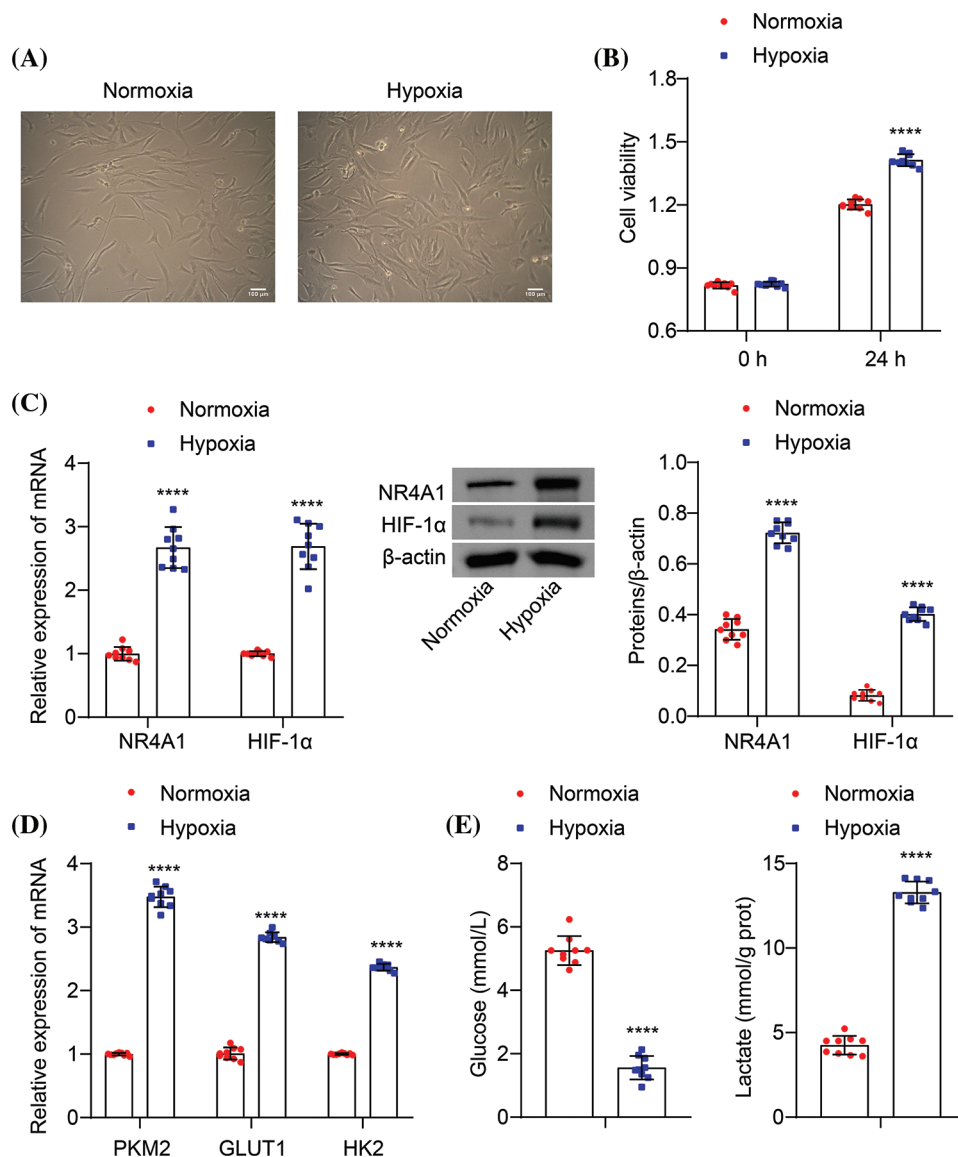 (A)
Normoxia
Hypoxia
100 μm
100 μm
(B)
Normoxia
Hypoxia
Cell viability
1.8
1.5
1.2
0.9
0.6
****
0 h
24 h
(C)
Normoxia
Hypoxia
Relative expression of mRNA
4
3
2
1
0
****
****
NR4A1
HIF-1α
NR4A1
HIF-1α
β-actin
Normoxia
Hypoxia
Normoxia
Hypoxia
Proteins/β-actin
1.0
0.8
0.6
0.4
0.2
0.0
****
****
NR4A1
HIF-1α
(D)
Normoxia
Hypoxia
Relative expression of mRNA
4
3
2
1
0
****
****
****
PKM2
GLUT1
HK2
(E)
Normoxia
Hypoxia
Glucose (mmol/L)
8
6
4
2
0
****
Normoxia
Hypoxia
Lactate (mmol/g prot)
15
10
5
0
****